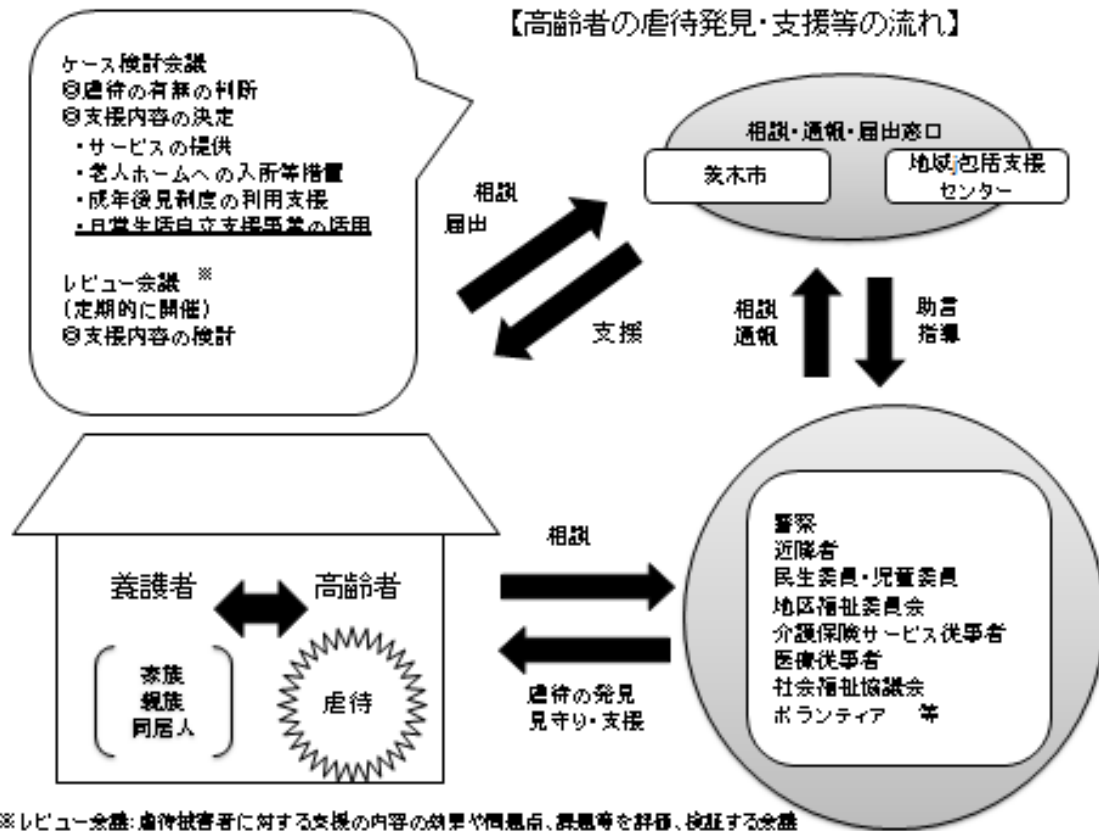 【高齢者の虐待発見・支援等の流れ】
ケース検討会議
◎虐待の有無の判断
◎支援内容の決定
・サービスの提供
・老人ホームへの入所等措置
・成年後見制度の利用支援
・日常生活自立支援事業の活用
レビュー会議 ※
(定期的に開催)
◎支援内容の検討
相談・通報・届出窓口
茨木市
地域j包括支援
センター
相談
届出
支援
相談
通報
助言
指導
養護者
高齢者
家族
親族
同居人
虐待
相談
虐待の発見
見守り・支援
警察
近隣者
民生委員・児童委員
地区福祉委員会
介護保険サービス従事者
医療従事者
社会福祉協議会
ボランティア 等
※レビュー会議:虐待被害者に対する支援の内容の効果や問題点、課題等を評価、検証する会議